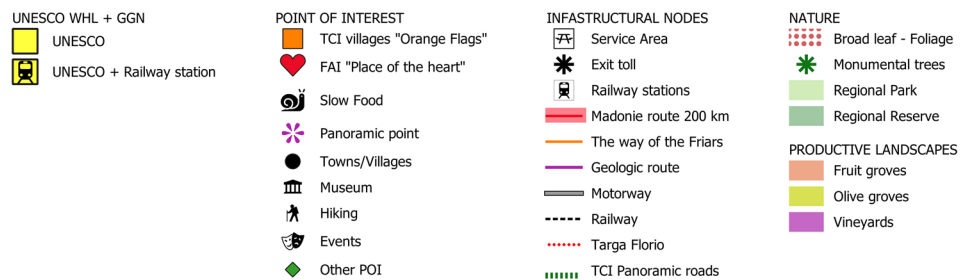 UNESCO WHL + GGN
UNESCO
UNESCO + Railway station
POINT OF INTEREST
TCI villages "Orange Flags"
FAI "Place of the heart"
Slow Food
Panoramic point
Towns/Villages
Museum
Hiking
Events
Other POI
INFASTRUCTURAL NODES
Service Area
Exit toll
Railway stations
Madonie route 200 km
The way of the Friars
Geologic route
Motorway
Railway
Targa Florio
TCI Panoramic roads
NATURE
Broad leaf - Foliage
Monumental trees
Regional Park
Regional Reserve
PRODUCTIVE LANDSCAPES
Fruit groves
Olive groves
Vineyards